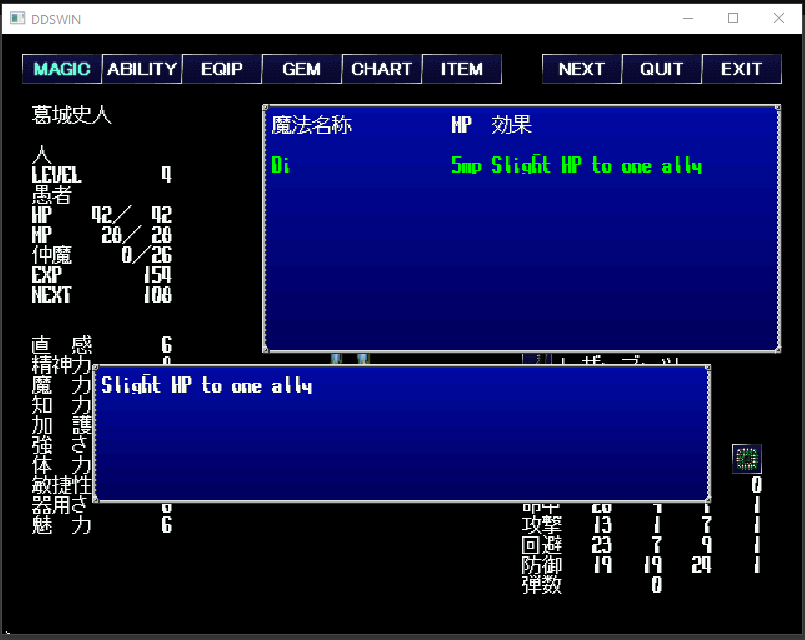 DDSWIN
MAGIC ABILITY EQIP GEM CHART ITEM NEXT QUIT EXIT
葛城史人
人
LEVEL 4
愚者
HP 42/ 42
MP 28/ 28
仲魔 0/26
EXP 154
NEXT 108
魔法名称 MP 効果
Di 5mp Slight HP to one ally
直 感 6
精神力
魔 力
知 力
加 護
強 さ
体 力
敏捷性
器用さ
魅 力 6
Slight HP to one ally
0
命中 1
攻撃 13 1 7 1
回避 23 7 9 1
防御 19 19 24 1
弾数 0